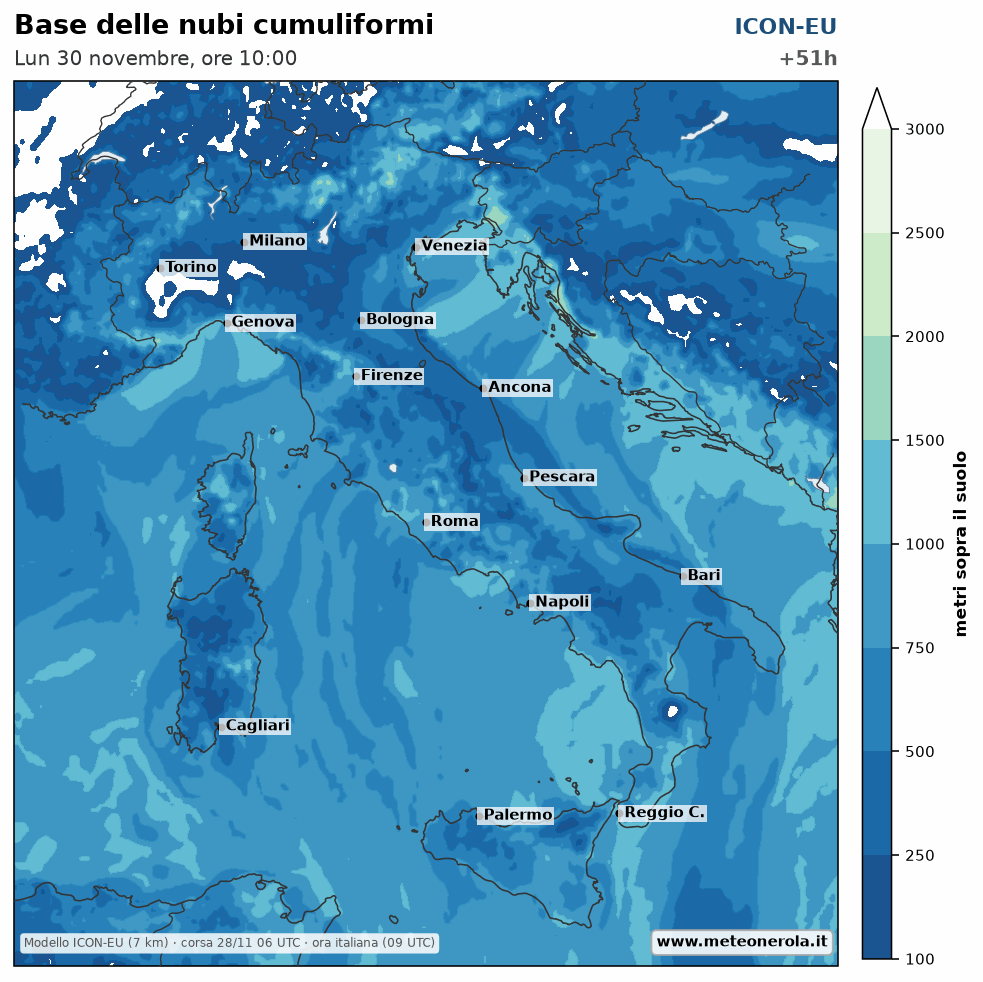 Base delle nubi cumuliformi
ICON-EU
Lun 30 novembre, ore 10:00
+51h
3000
2500
2000
1500
1000
750
500
250
100
metri sopra il suolo
Milano
Venezia
Torino
Genova
Bologna
Firenze
Ancona
Pescara
Roma
Bari
Napoli
Cagliari
Palermo
Reggio C.
Modello ICON-EU (7 km) · corsa 28/11 06 UTC · ora italiana (09 UTC)
www.meteonerola.it